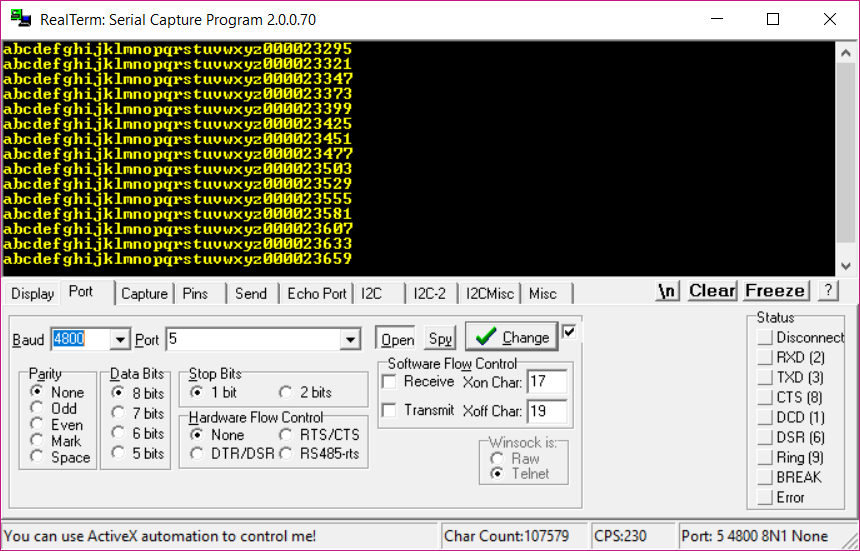 RealTerm: Serial Capture Program 2.0.0.70
abcdefghijklmnopqrstuvwxyz000023295
abcdefghijklmnopqrstuvwxyz000023321
abcdefghijklmnopqrstuvwxyz000023347
abcdefghijklmnopqrstuvwxyz000023373
abcdefghijklmnopqrstuvwxyz000023399
abcdefghijklmnopqrstuvwxyz000023425
abcdefghijklmnopqrstuvwxyz000023451
abcdefghijklmnopqrstuvwxyz000023477
abcdefghijklmnopqrstuvwxyz000023503
abcdefghijklmnopqrstuvwxyz000023529
abcdefghijklmnopqrstuvwxyz000023555
abcdefghijklmnopqrstuvwxyz000023581
abcdefghijklmnopqrstuvwxyz000023607
abcdefghijklmnopqrstuvwxyz000023633
abcdefghijklmnopqrstuvwxyz000023659
Display Port Capture Pins Send Echo Port I2C I2C-2 I2CMisc Misc \n Clear Freeze ?
Baud 4800 Port 5 Open Spy Change
Parity
None
Odd
Even
Mark
Space
Data Bits
8 bits
7 bits
6 bits
5 bits
Stop Bits
1 bit 2 bits
Hardware Flow Control
None RTS/CTS
DTR/DSR RS485-rts
Software Flow Control
Receive Xon Char: 17
Transmit Xoff Char: 19
Winsock is:
Raw
Telnet
Status
Disconnect
RXD (2)
TXD (3)
CTS (8)
DCD (1)
DSR (6)
Ring (9)
BREAK
Error
You can use ActiveX automation to control me! Char Count:107579 CPS:230 Port: 5 4800 8N1 None